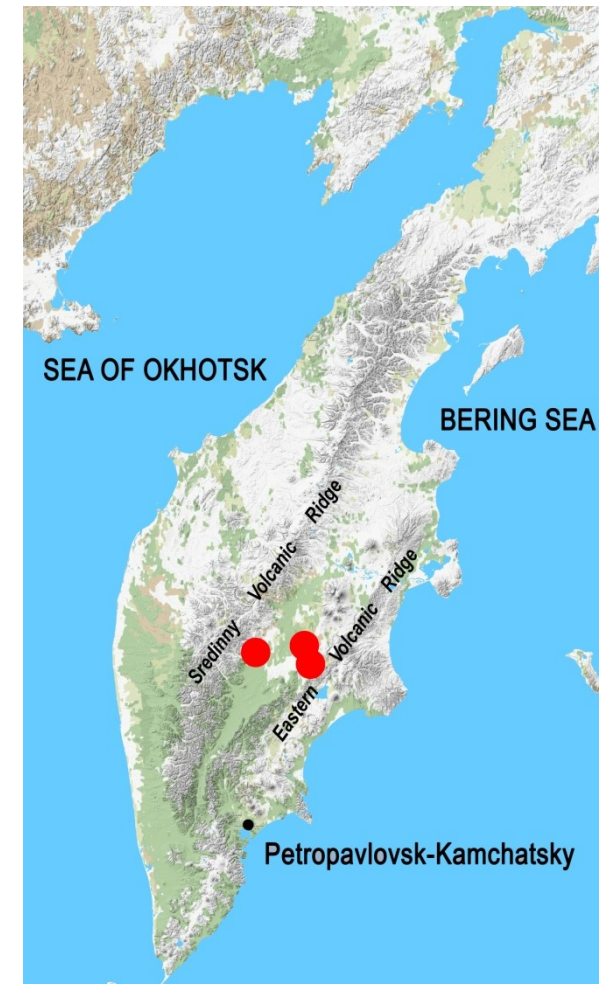 SEA OF OKHOTSK
BERING SEA
Sredinny Volcanic Ridge
Eastern Volcanic Ridge
Petropavlovsk-Kamchatsky